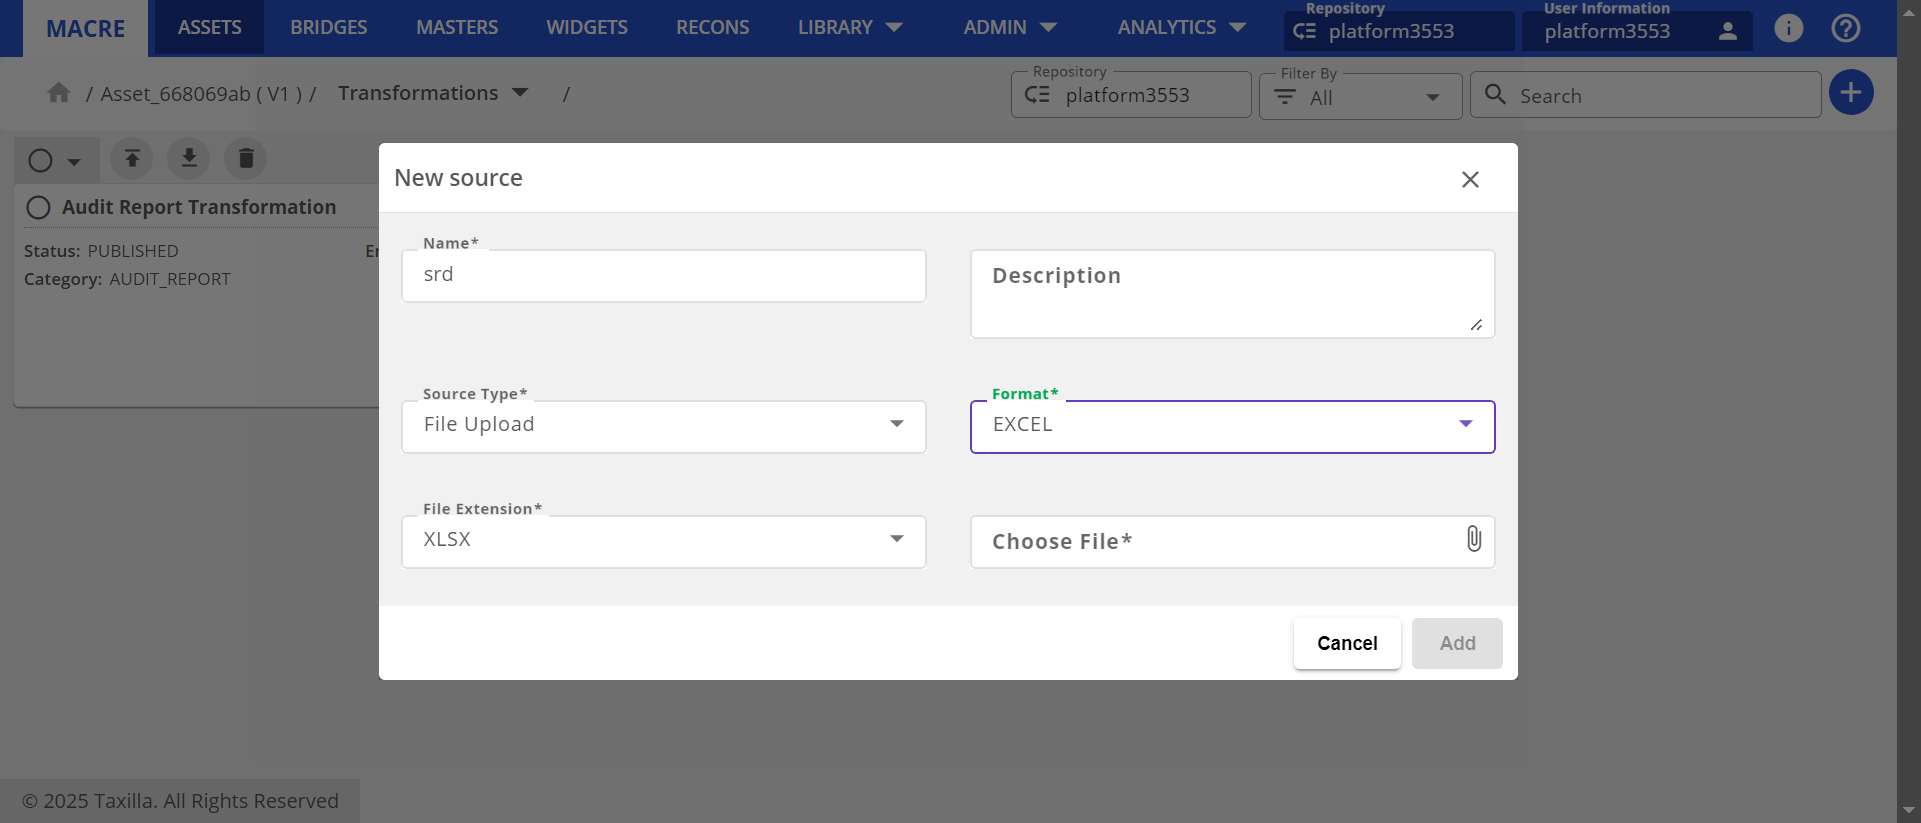 MACRE
ASSETS
BRIDGES
MASTERS
WIDGETS
RECONS
LIBRARY
ADMIN
ANALYTICS
Repository
platform3553
User Information
platform3553
/ Asset_668069ab ( V1 ) / Transformations /
Repository
platform3553
Filter By
All
Search
Audit Report Transformation
Status: PUBLISHED
Category: AUDIT_REPORT
New source
Name*
srd
Description
Source Type*
File Upload
Format*
EXCEL
File Extension*
XLSX
Choose File*
Cancel
Add
© 2025 Taxilla. All Rights Reserved